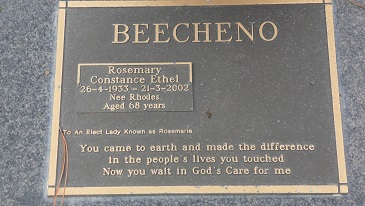 BEECHENO
Rosemary
Constance Ethel
26-4-1933 - 21-3-2002
Nee Rhodes
Aged 68 years
To An Elect Lady Known as Rosemarie
You came to earth and made the difference
in the people's lives you touched
Now you wait in God's Care for me